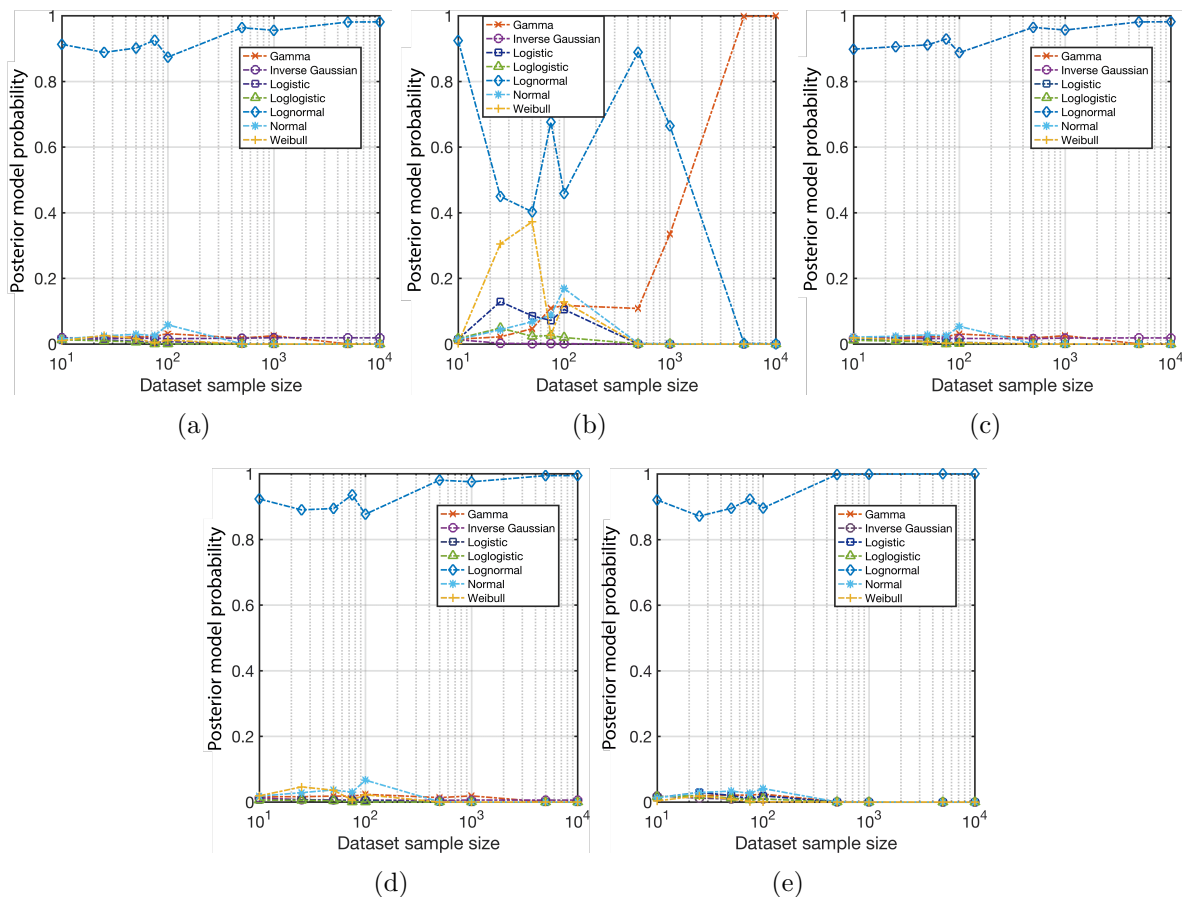 1
0.8
0.6
0.4
0.2
0
Posterior model probability
Gamma
Inverse Gaussian
Logistic
Loglogistic
Lognormal
Normal
Weibull
10^1 10^2 10^3 10^4
Dataset sample size
(a)
1
0.8
0.6
0.4
0.2
0
Posterior model probability
Gamma
Inverse Gaussian
Logistic
Loglogistic
Lognormal
Normal
Weibull
10^1 10^2 10^3 10^4
Dataset sample size
(b)
1
0.8
0.6
0.4
0.2
0
Posterior model probability
Gamma
Inverse Gaussian
Logistic
Loglogistic
Lognormal
Normal
Weibull
10^1 10^2 10^3 10^4
Dataset sample size
(c)
1
0.8
0.6
0.4
0.2
0
Posterior model probability
Gamma
Inverse Gaussian
Logistic
Loglogistic
Lognormal
Normal
Weibull
10^1 10^2 10^3 10^4
Dataset sample size
(d)
1
0.8
0.6
0.4
0.2
0
Posterior model probability
Gamma
Inverse Gaussian
Logistic
Loglogistic
Lognormal
Normal
Weibull
10^1 10^2 10^3 10^4
Dataset sample size
(e)